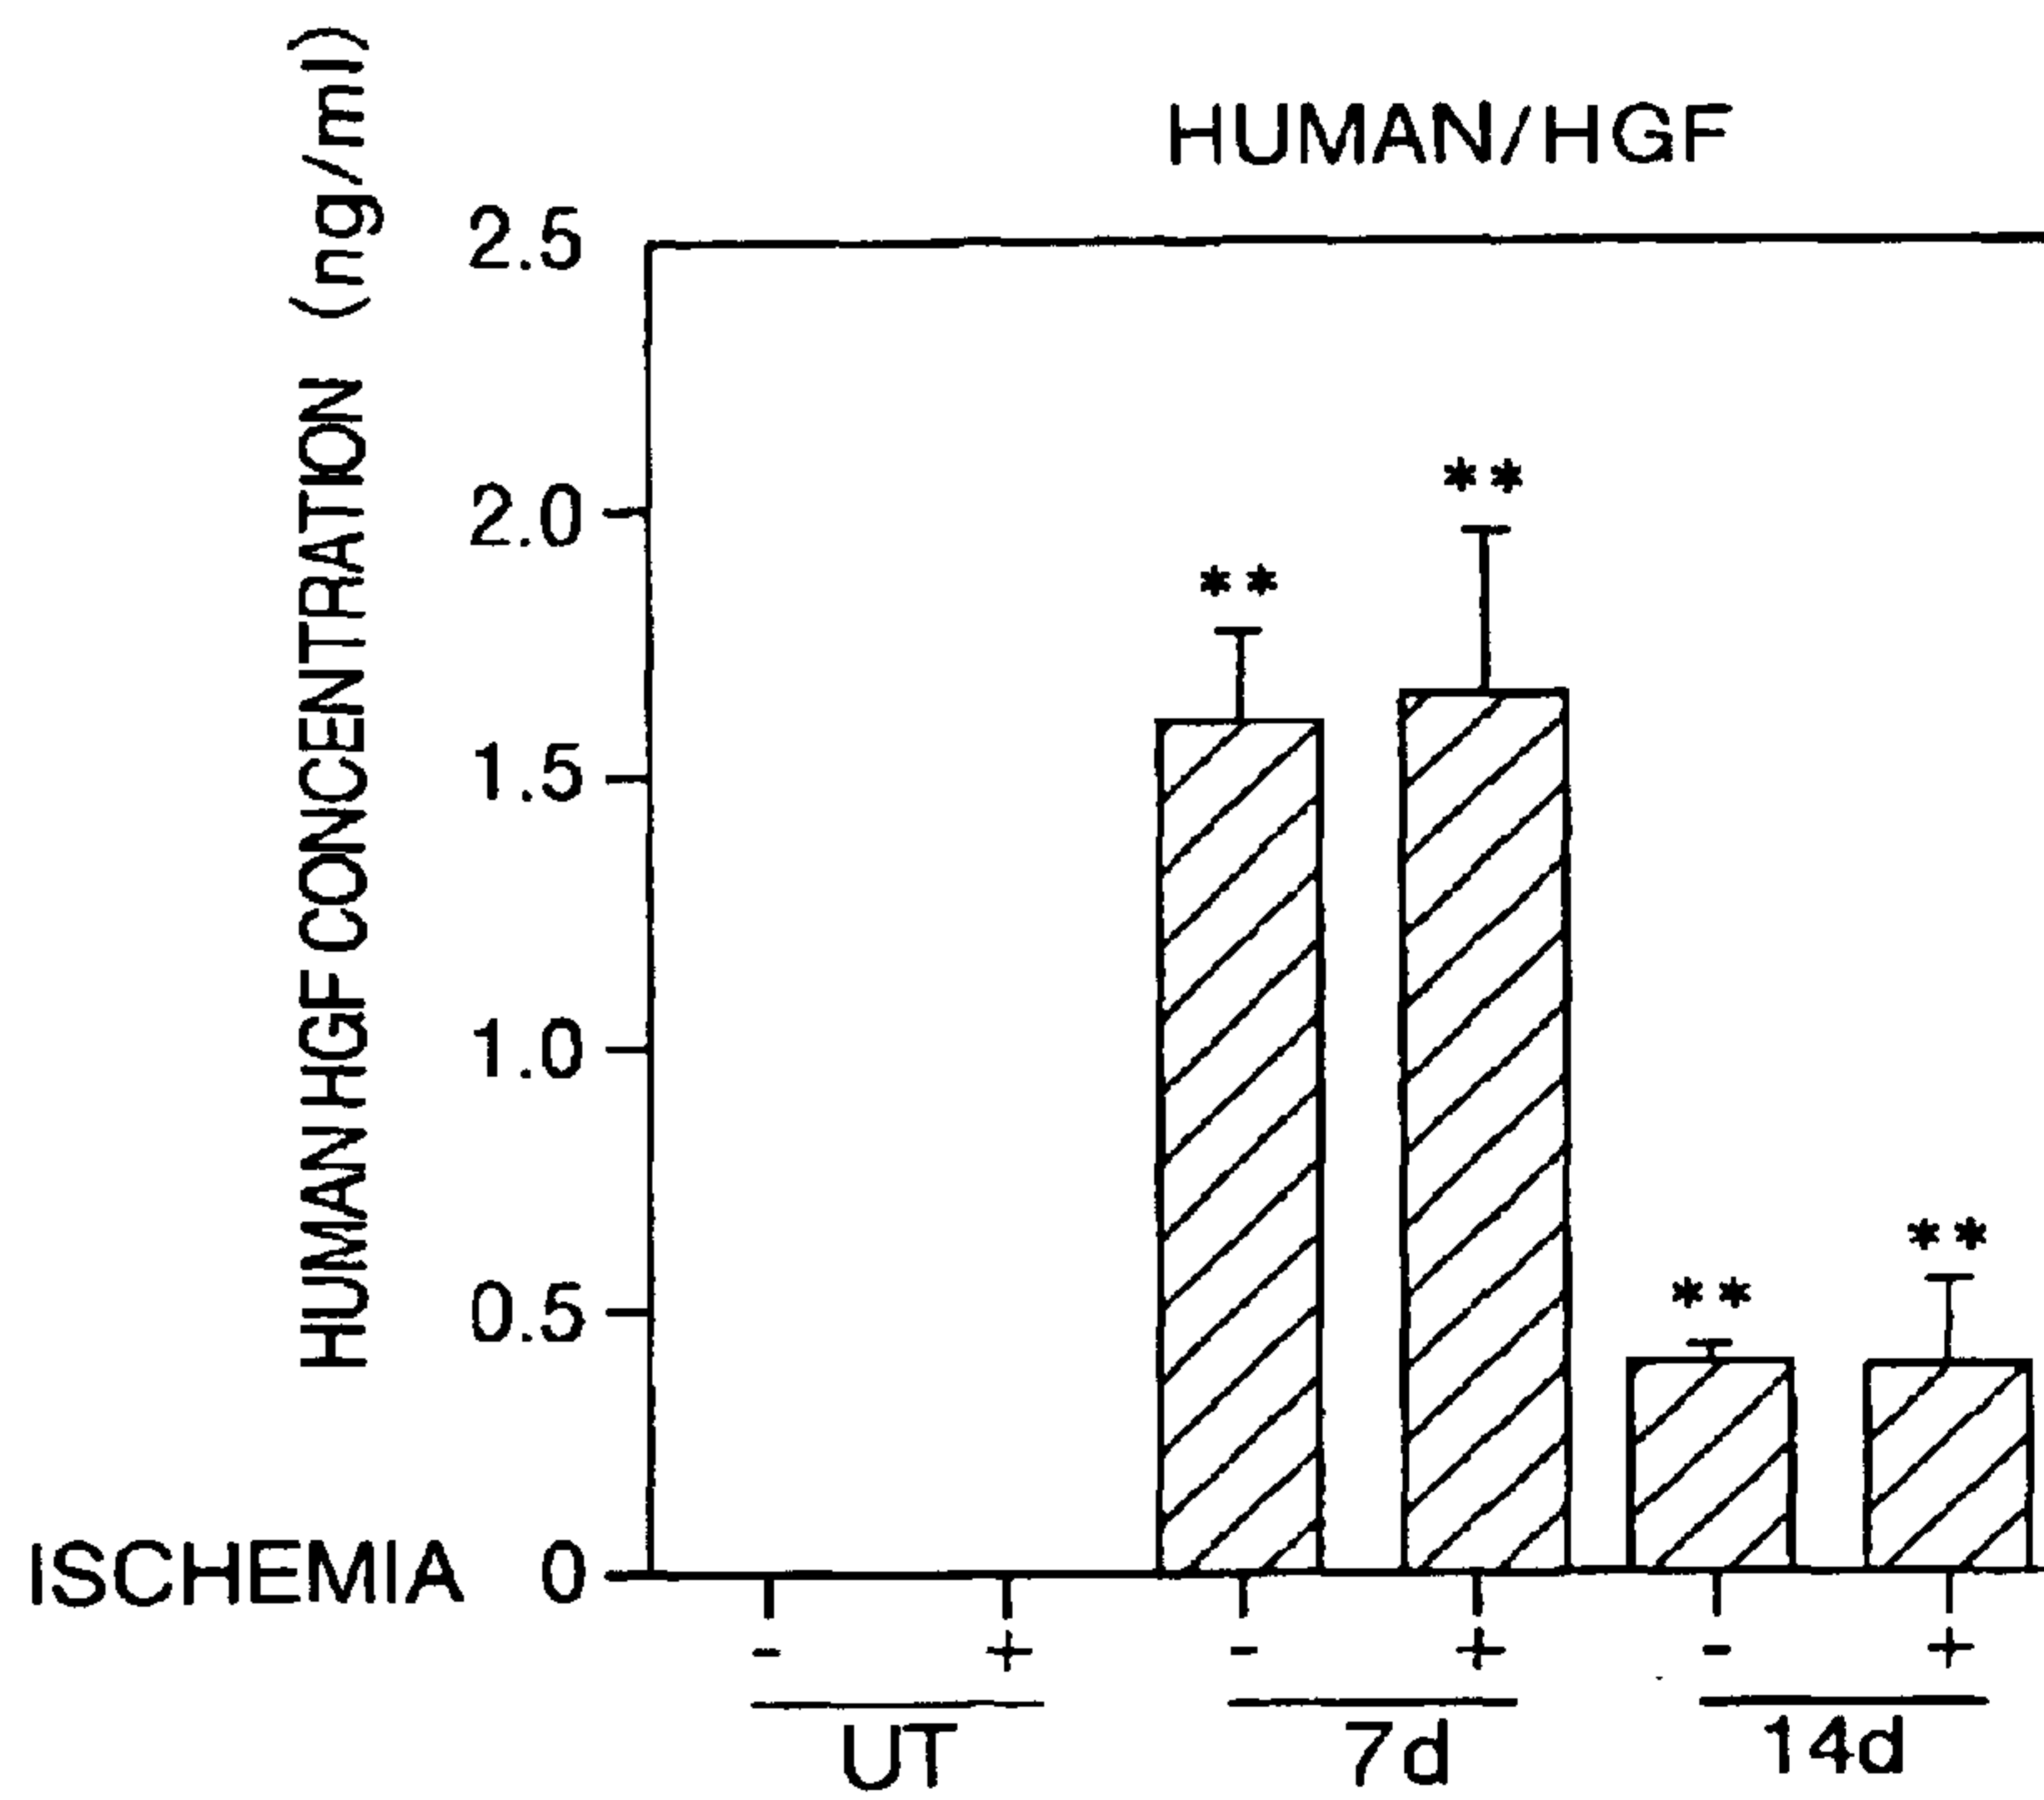 HUMAN/HGF
HUMAN HGF CONCENTRATION (ng/ml)
2.5
**
2.0
**
1.5
1.0
**
**
0.5
ISCHEMIA 0
- + - + - +
UT 7d 14d